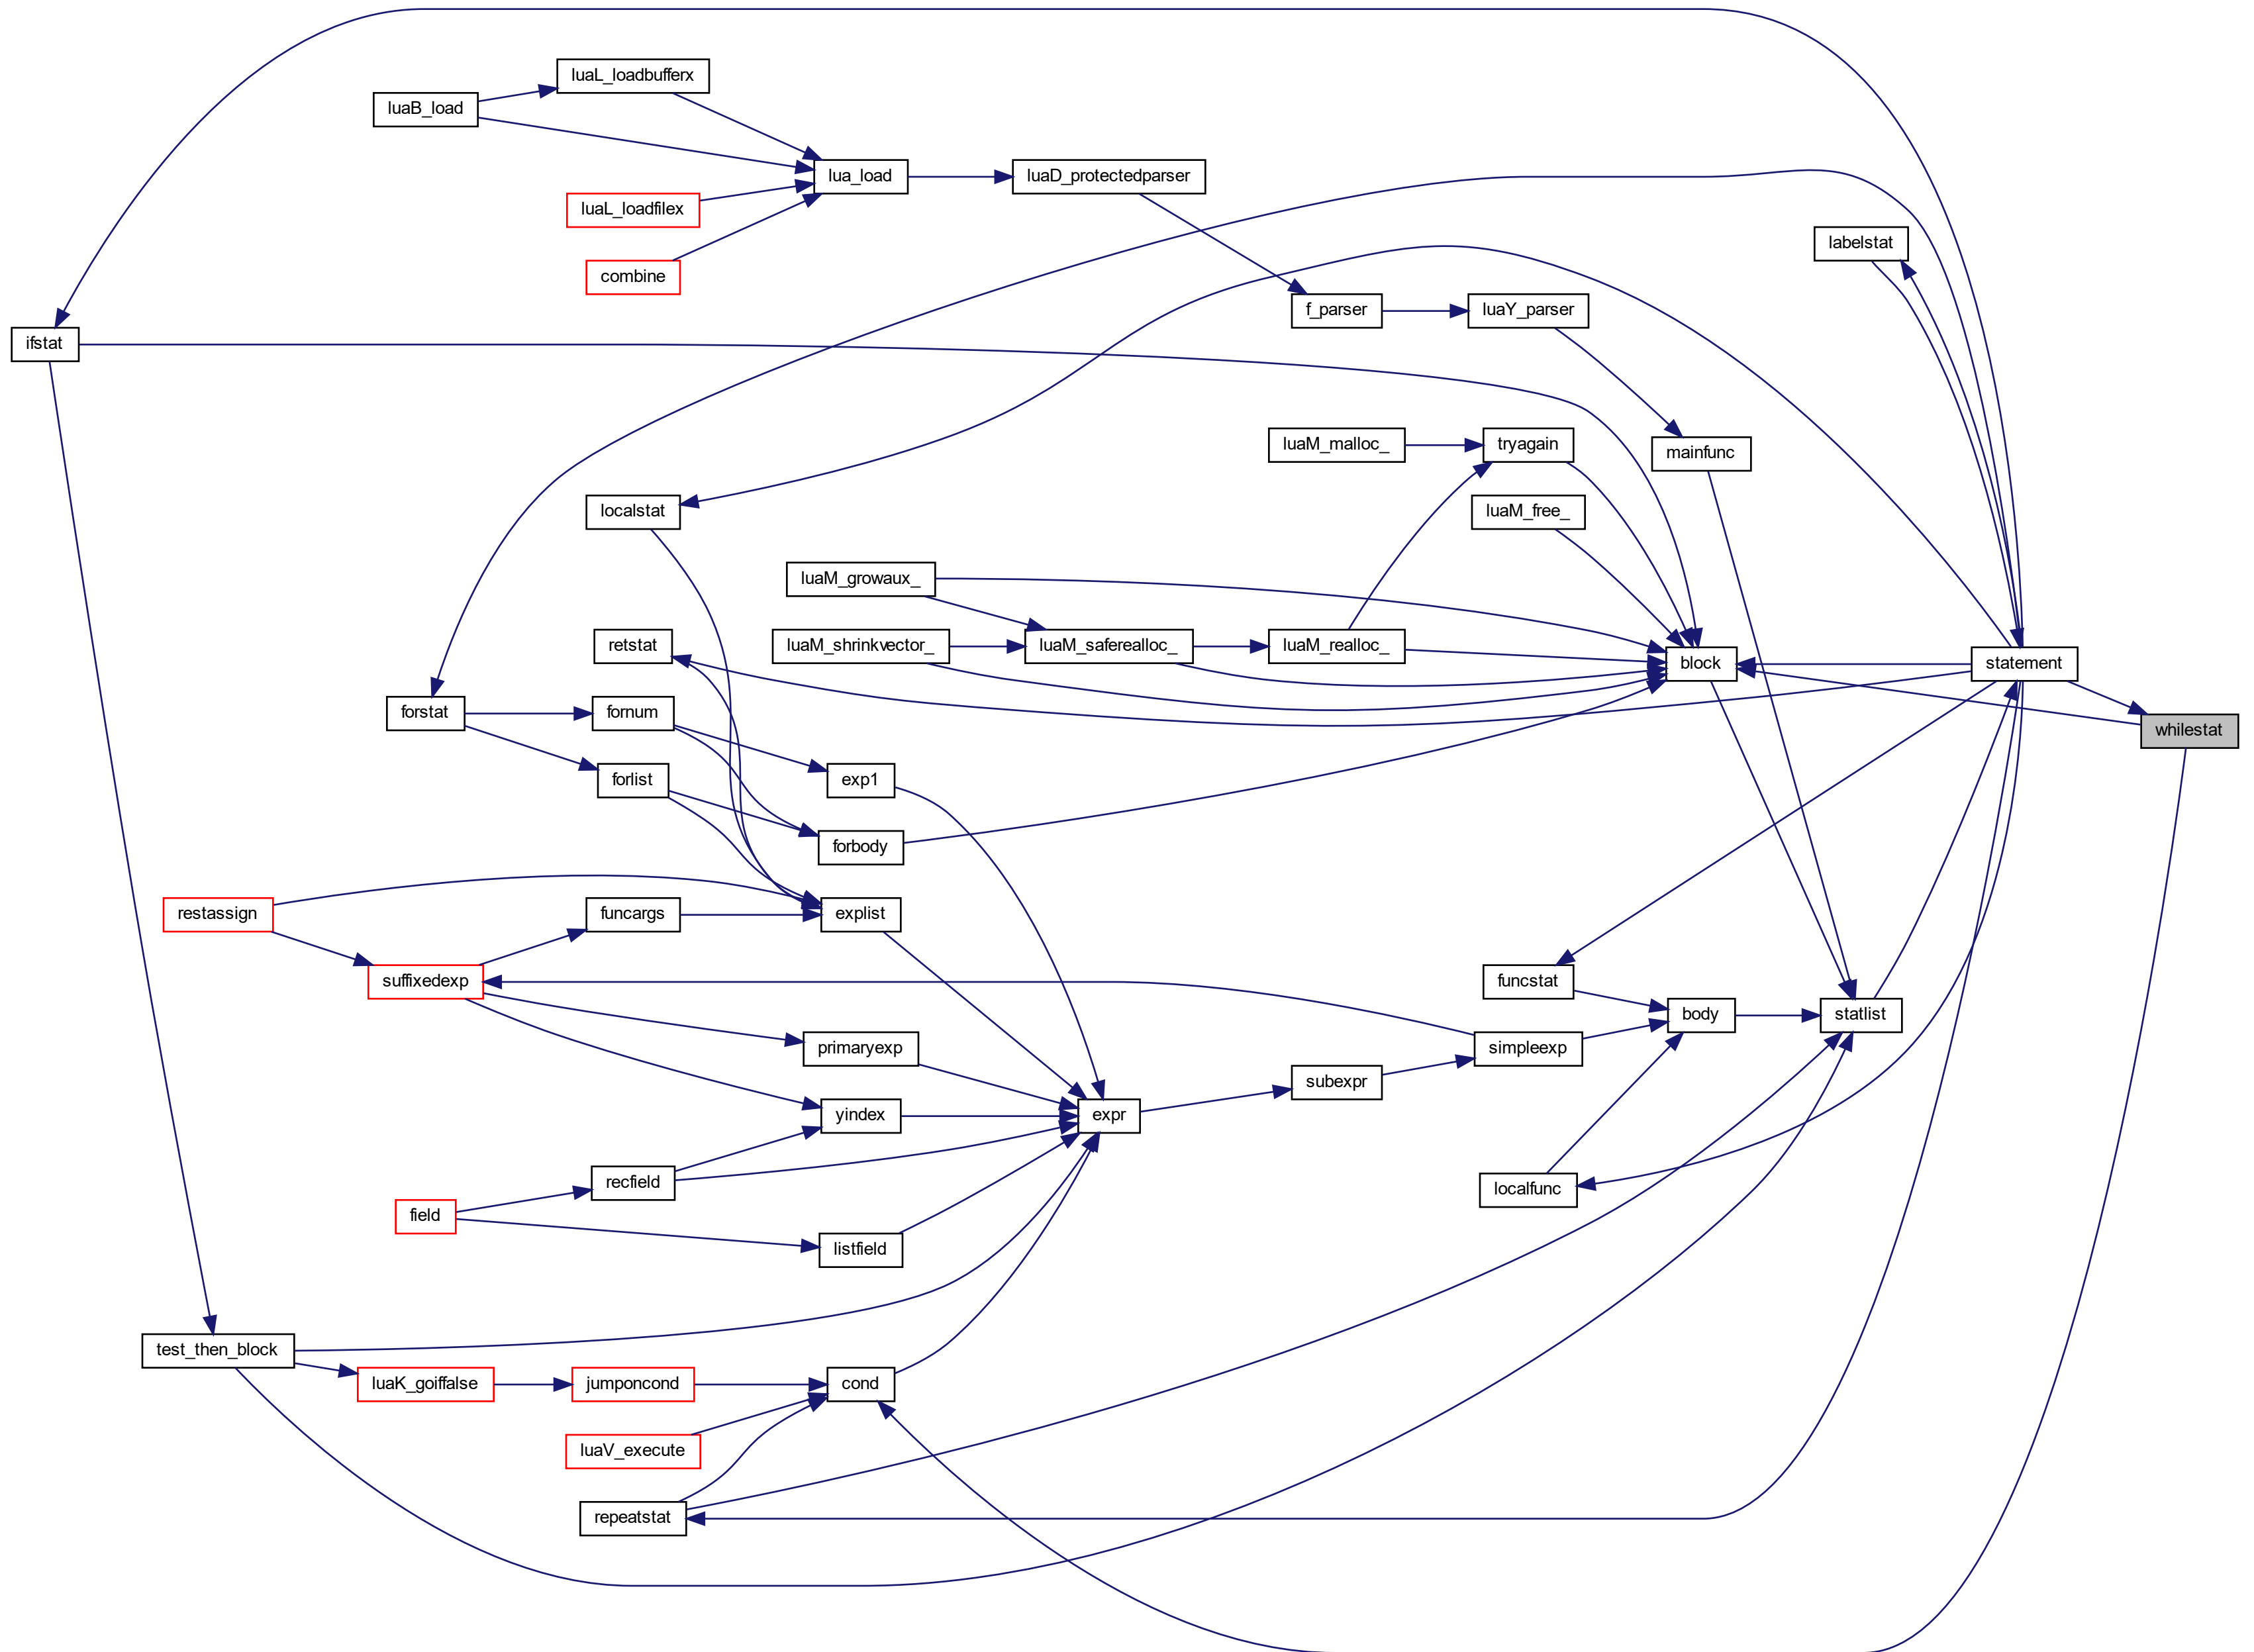 luaL_loadbufferx
luaB_load
lua_load
luaD_protectedparser
luaL_loadfilex
labelstat
combine
f_parser
luaY_parser
ifstat
luaM_malloc_
tryagain
mainfunc
localstat
luaM_free_
luaM_growaux_
retstat
luaM_shrinkvector_
luaM_saferealloc_
luaM_realloc_
block
statement
forstat
fornum
whilestat
forlist
exp1
forbody
restassign
funcargs
explist
suffixedexp
funcstat
body
statlist
primaryexp
simpleexp
subexpr
yindex
expr
recfield
localfunc
field
listfield
test_then_block
luaK_goiffalse
jumponcond
cond
luaV_execute
repeatstat